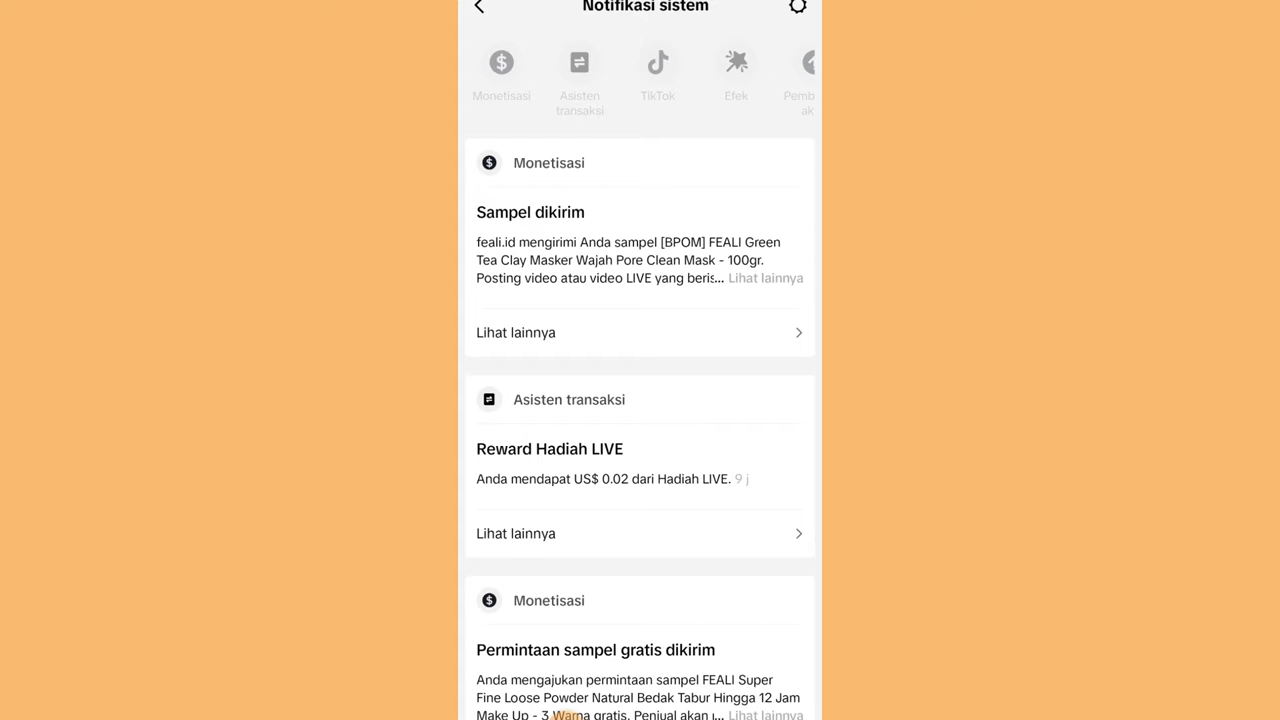 Notifikasi sistem
Monetisasi
Asisten
transaksi
TikTok
Efek
Pemb
ak
Monetisasi
Sampel dikirim
feali.id mengirimi Anda sampel [BPOM] FEALI Green
Tea Clay Masker Wajah Pore Clean Mask - 100gr.
Posting video atau video LIVE yang beris... Lihat lainnya
Lihat lainnya
Asisten transaksi
Reward Hadiah LIVE
Anda mendapat US$ 0.02 dari Hadiah LIVE. 9 j
Lihat lainnya
Monetisasi
Permintaan sampel gratis dikirim
Anda mengajukan permintaan sampel FEALI Super
Fine Loose Powder Natural Bedak Tabur Hingga 12 Jam
Make Up - 3 Warna gratis. Penjual akan ... Lihat lainnya